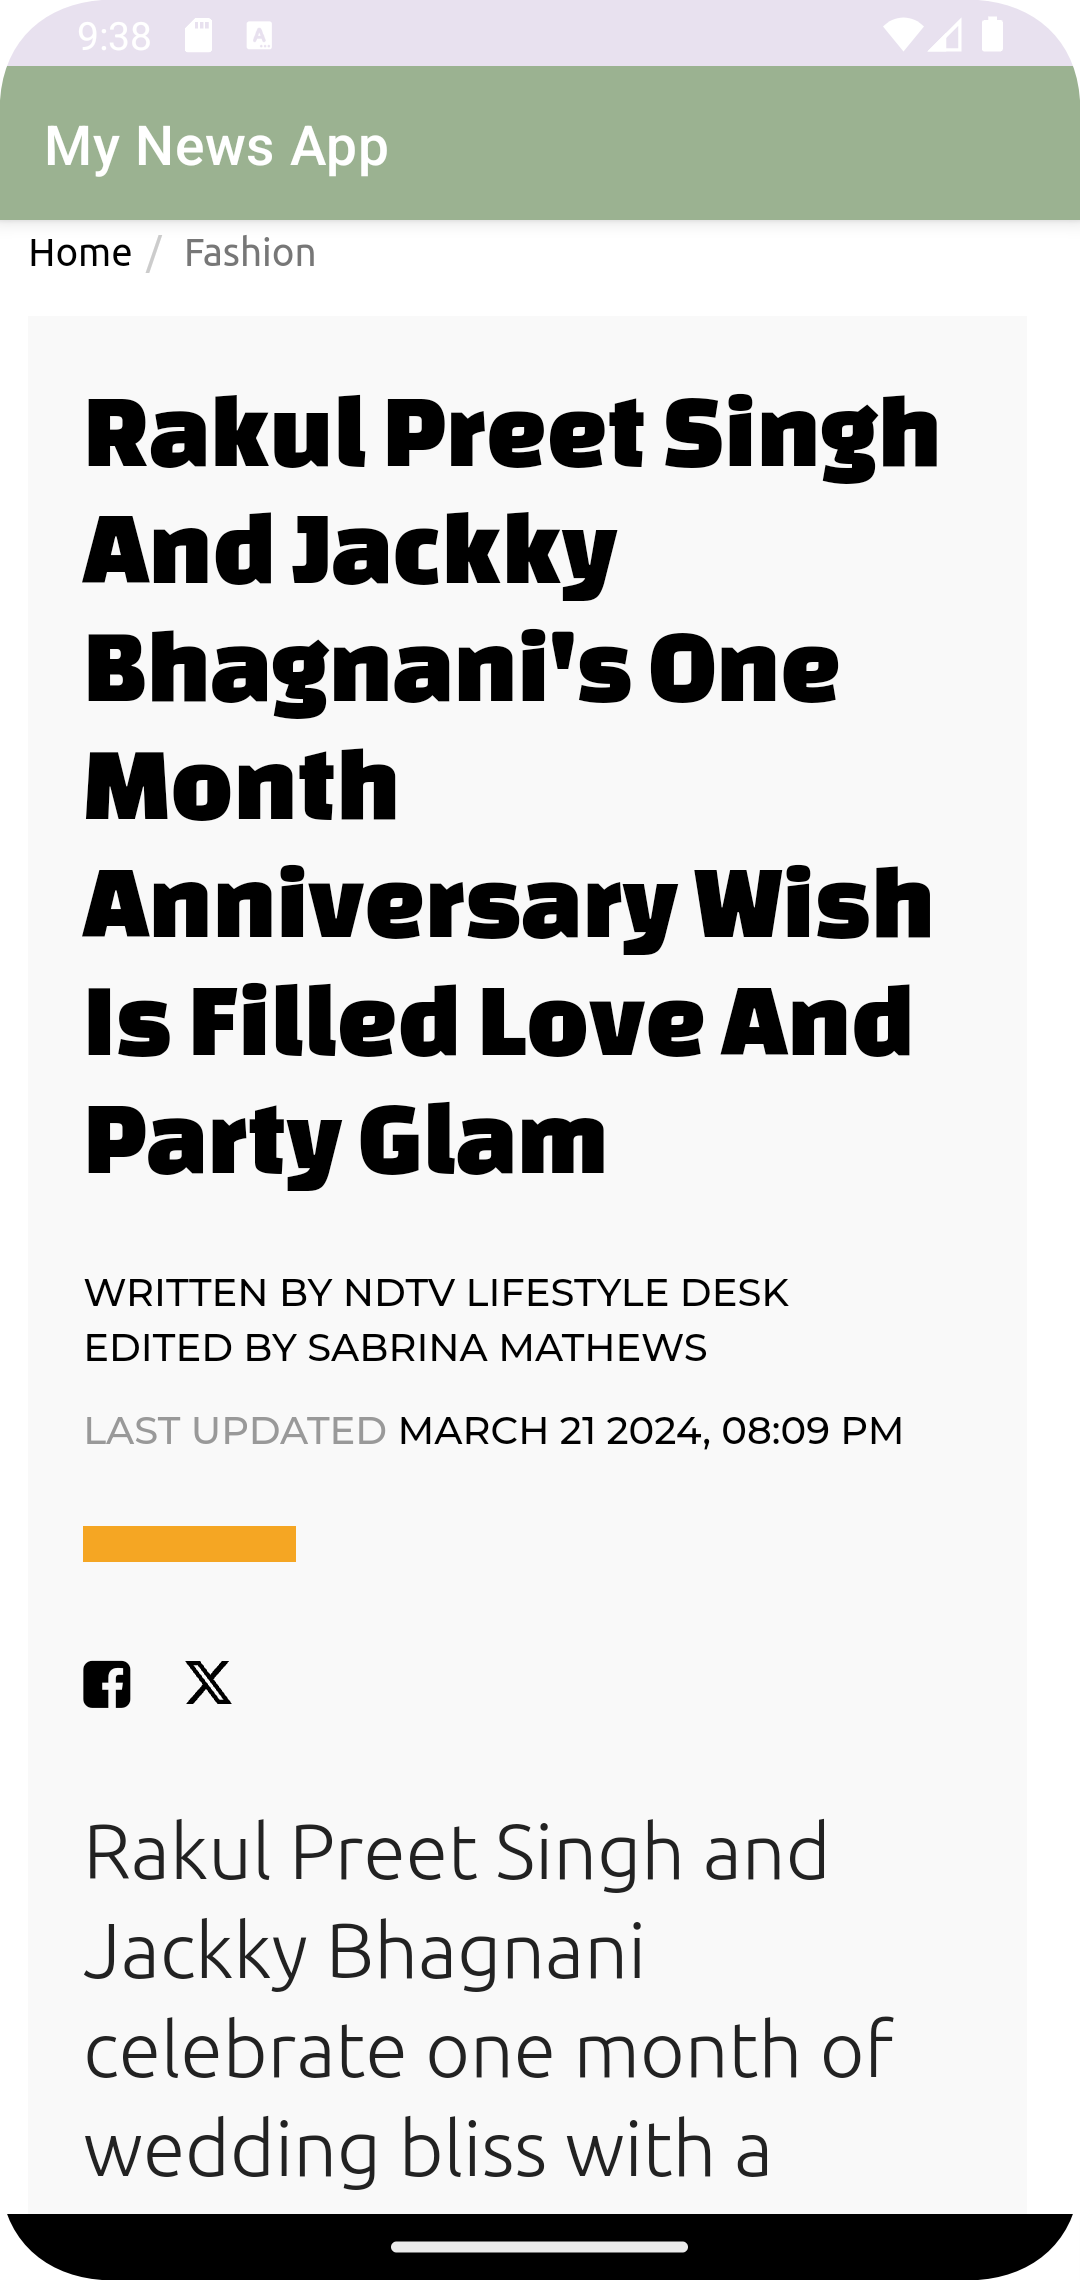 9:38
My News App
Home / Fashion
Rakul Preet Singh
And Jackky
Bhagnani's One
Month
Anniversary Wish
Is Filled Love And
Party Glam
WRITTEN BY NDTV LIFESTYLE DESK
EDITED BY SABRINA MATHEWS
LAST UPDATED MARCH 21 2024, 08:09 PM
Rakul Preet Singh and
Jackky Bhagnani
celebrate one month of
wedding bliss with a